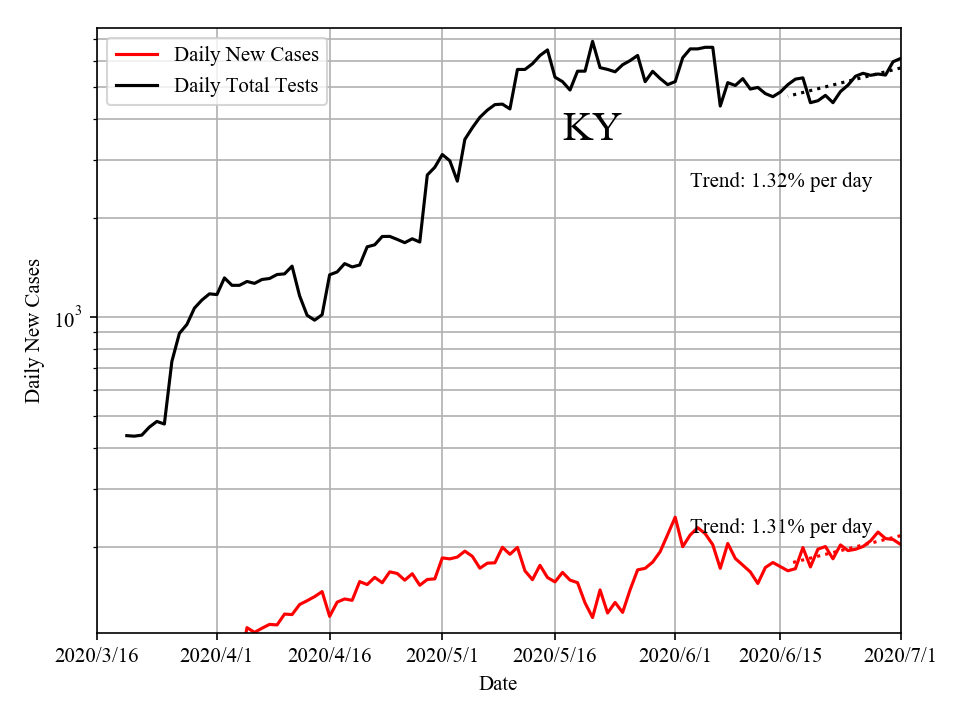 Daily New Cases
Daily Total Tests
KY
Trend: 1.32% per day
Daily New Cases
10^3
Trend: 1.31% per day
2020/3/16 2020/4/1 2020/4/16 2020/5/1 2020/5/16 2020/6/1 2020/6/15 2020/7/1
Date